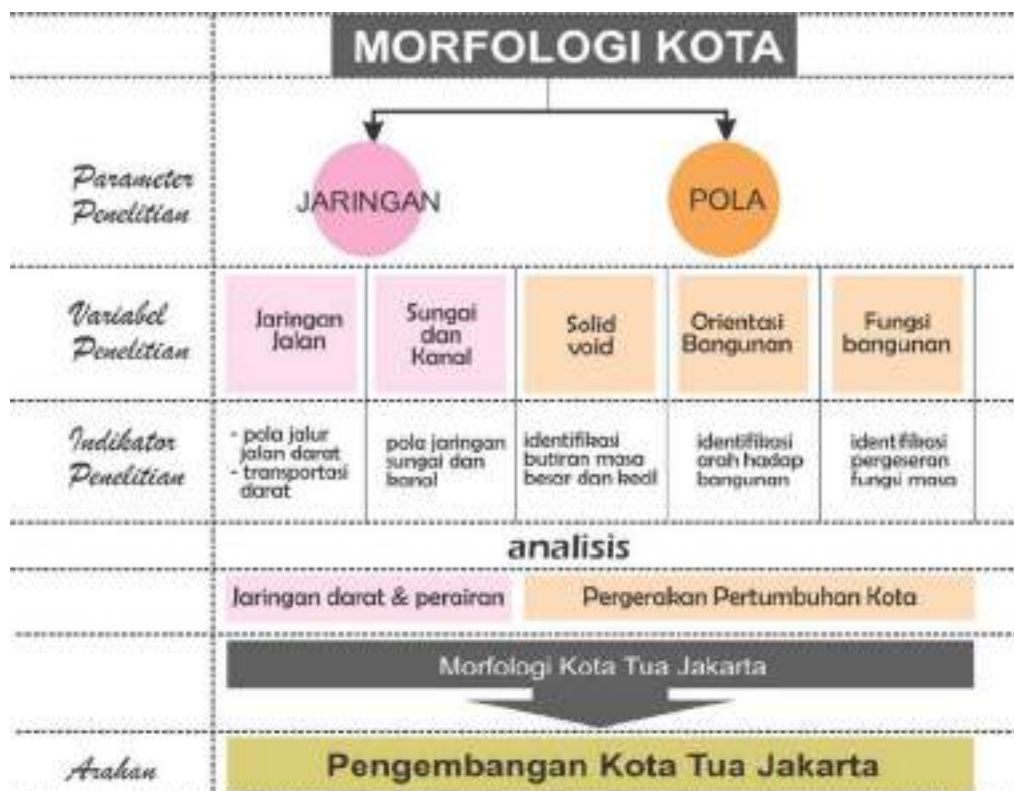 MORFOLOGI KOTA
Parameter
Penelitian
JARINGAN
POLA
Variabel
Penelitian
Jaringan
Jalan
Sungai
dan
Kanal
Solid
void
Orientasi
Bangunan
Fungsi
bangunan
Indikator
Penelitian
- pola jalur
jalan darat
- transportasi
darat
pola jaringan
sungai dan
kanal
identifikasi
butiran masa
besar dan kecil
identifikasi
arah hadap
bangunan
identifikasi
pergeseran
fungsi masa
analisis
Jaringan darat & perairan
Pergerakan Pertumbuhan Kota
Morfologi Kota Tua Jakarta
Arahan
Pengembangan Kota Tua Jakarta